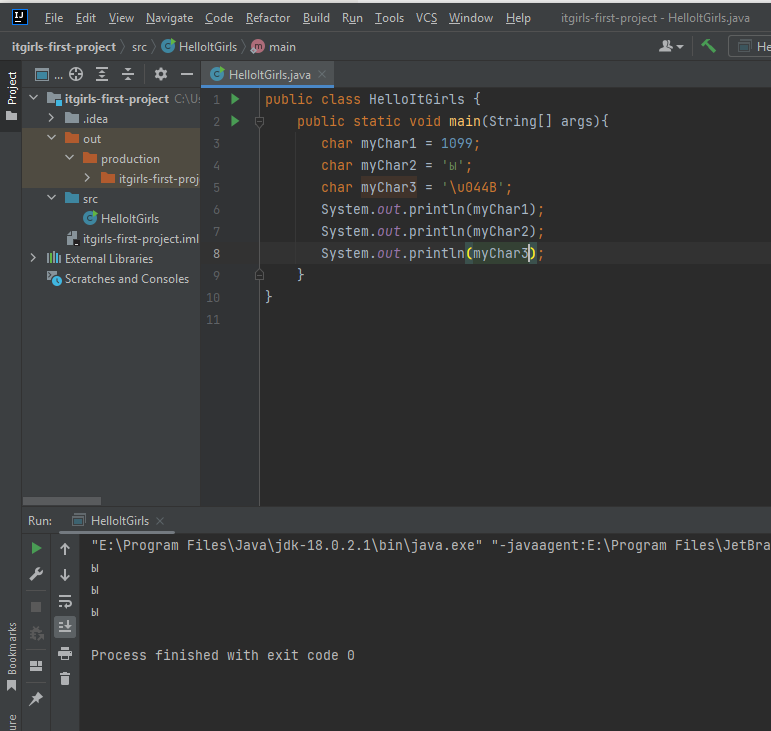 File Edit View Navigate Code Refactor Build Run Tools VCS Window Help itgirls-first-project - HelloItGirls.java
itgirls-first-project src HelloItGirls main He
Project
... HelloItGirls.java
itgirls-first-project C:\Us
.idea
out
production
itgirls-first-proj
src
HelloItGirls
itgirls-first-project.iml
External Libraries
Scratches and Consoles
1 public class HelloItGirls {
2 public static void main(String[] args){
3 char myChar1 = 1099;
4 char myChar2 = 'ы';
5 char myChar3 = '\u044B';
6 System.out.println(myChar1);
7 System.out.println(myChar2);
8 System.out.println(myChar3);
9 }
10 }
11
Run: HelloItGirls
"E:\Program Files\Java\jdk-18.0.2.1\bin\java.exe" "-javaagent:E:\Program Files\JetBra
ы
ы
ы
Process finished with exit code 0
Bookmarks
ure